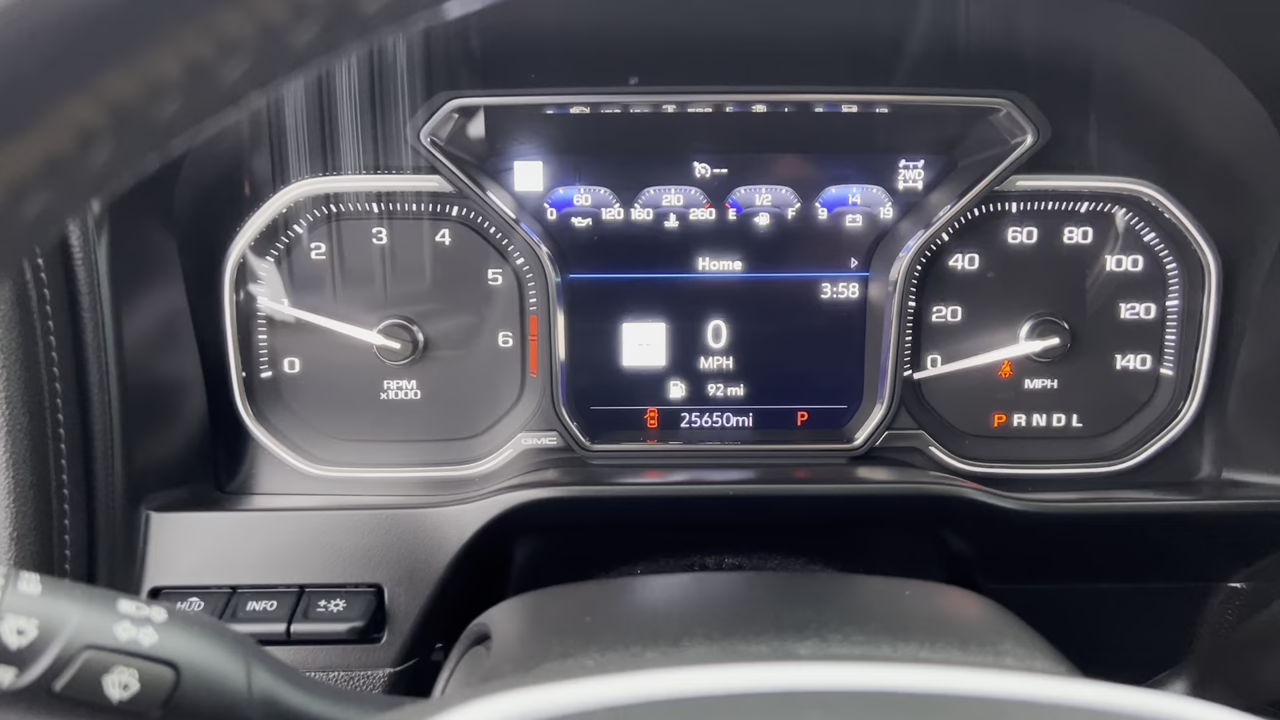 2WD
60
0 120
210
160 260
1/2
E F
14
9 19
Home
3:58
0
MPH
92 mi
25650mi P
0 1 2 3 4 5 6
RPM
x1000
GMC
0 20 40 60 80 100 120 140
MPH
PRNDL
HUD
INFO